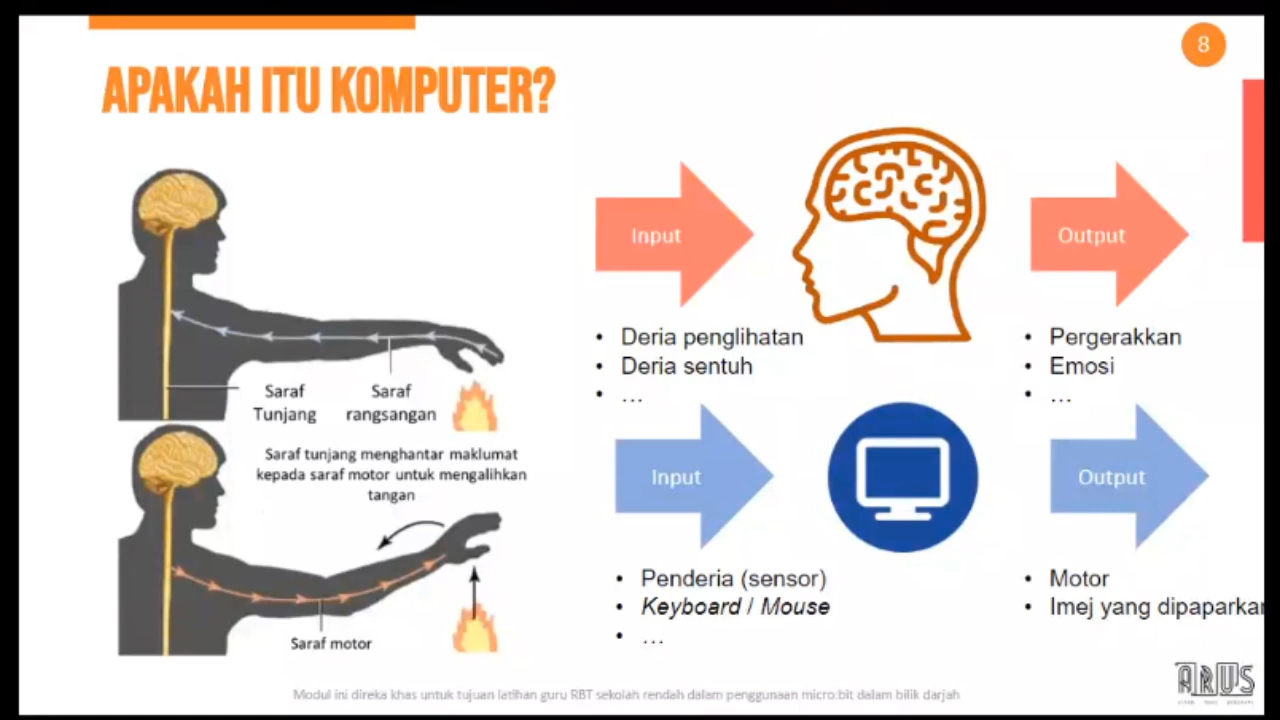 8
APAKAH ITU KOMPUTER?
Saraf
Tunjang
Saraf
rangsangan
Saraf tunjang menghantar maklumat
kepada saraf motor untuk mengalihkan
tangan
Saraf motor
Input
• Deria penglihatan
• Deria sentuh
• ...
Output
• Pergerakkan
• Emosi
• ...
Input
• Penderia (sensor)
• Keyboard / Mouse
• ...
Output
• Motor
• Imej yang dipaparkan
Modul ini direka khas untuk tujuan latihan guru RBT sekolah rendah dalam penggunaan micro:bit dalam bilik darjah
ARUS